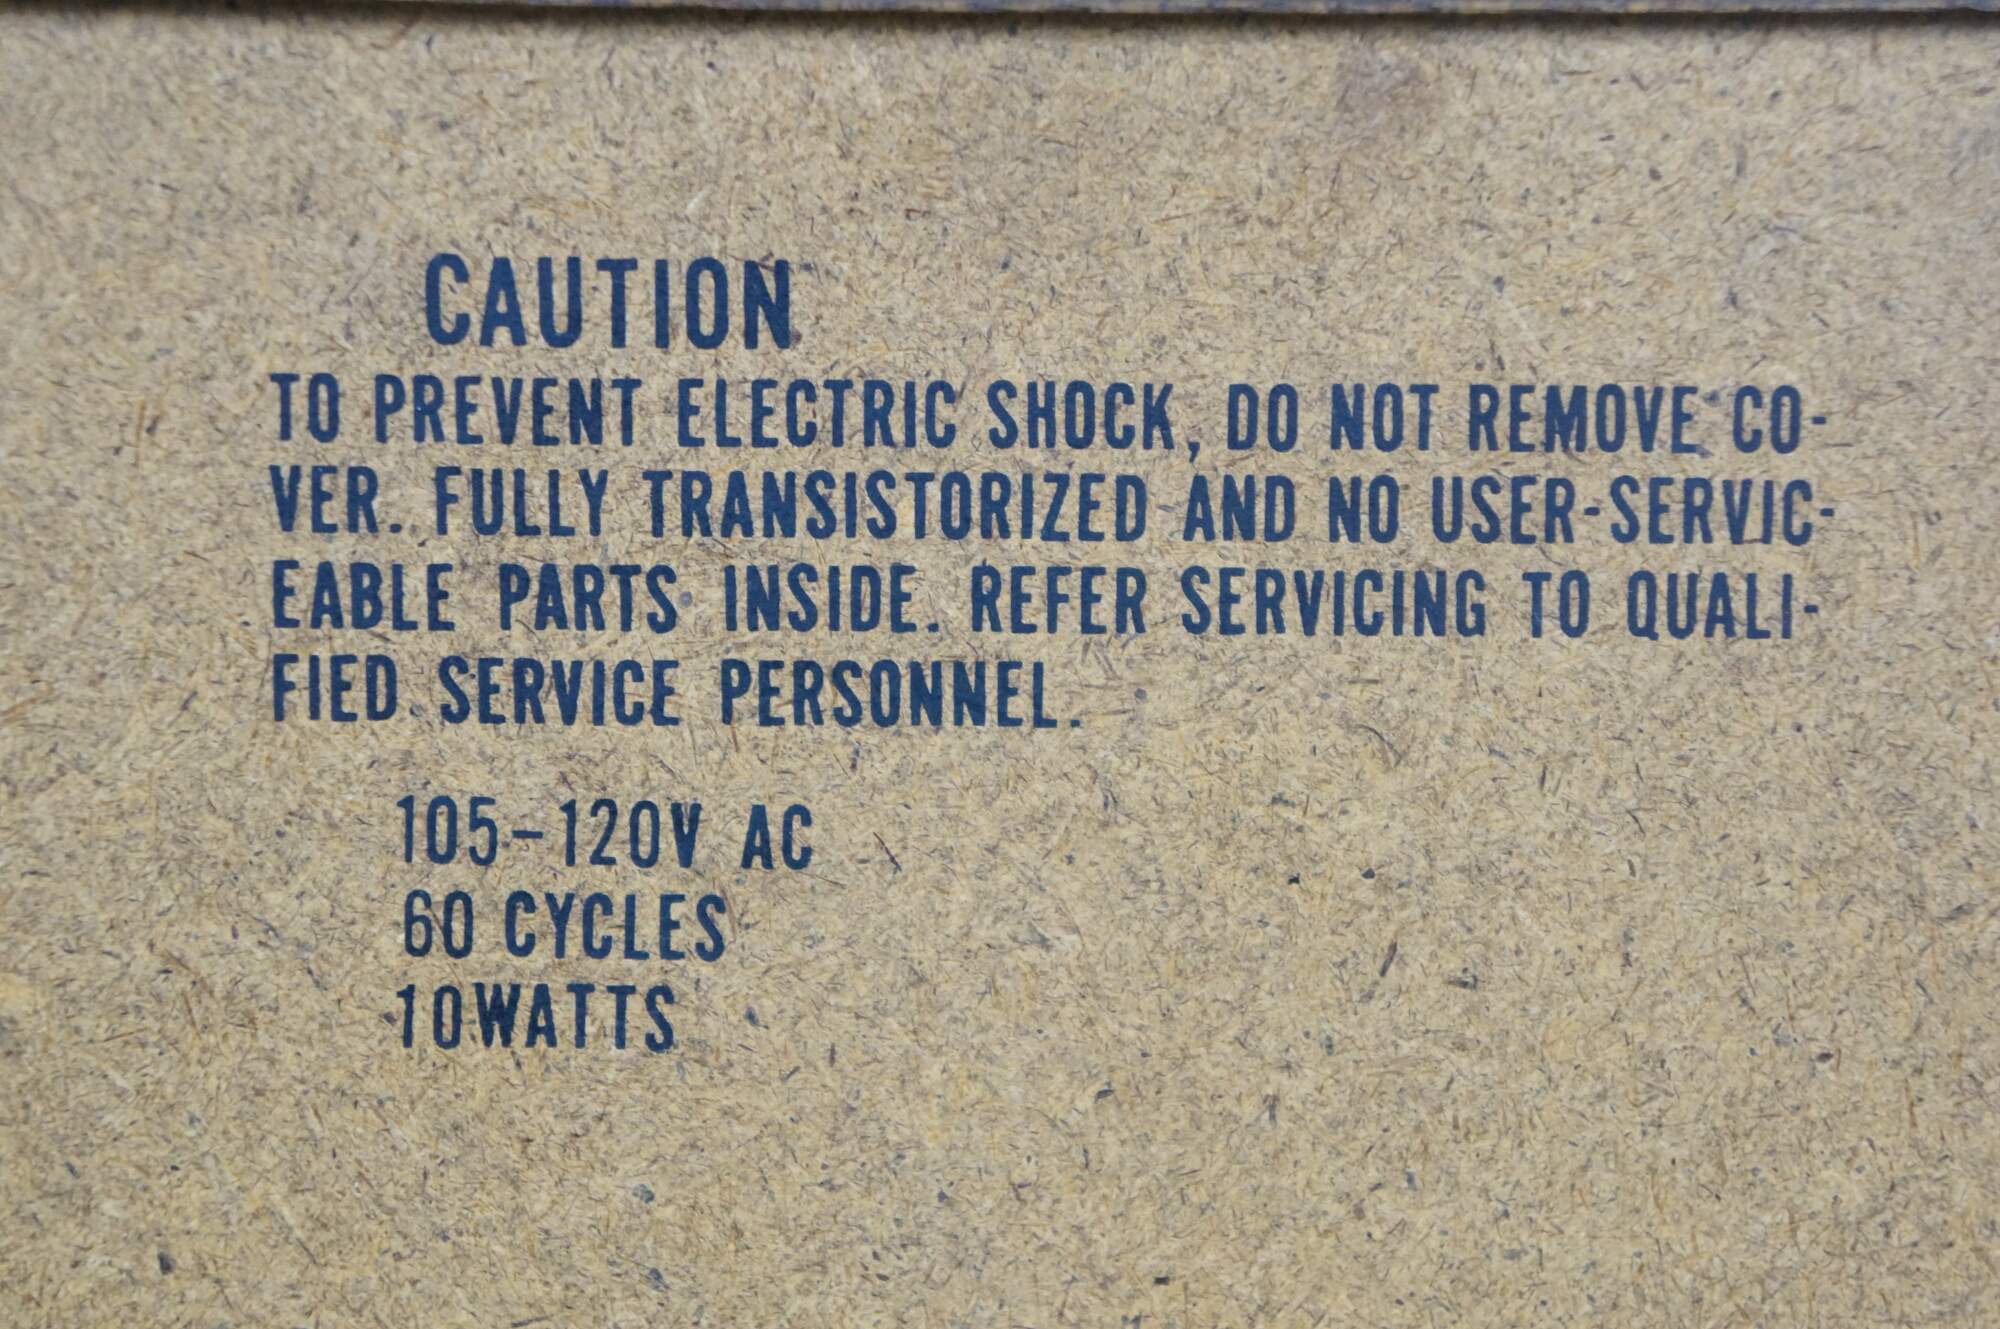 CAUTION
TO PREVENT ELECTRIC SHOCK, DO NOT REMOVE CO-
VER. FULLY TRANSISTORIZED AND NO USER-SERVIC-
EABLE PARTS INSIDE. REFER SERVICING TO QUALI-
FIED SERVICE PERSONNEL.
105-120V AC
60 CYCLES
10WATTS